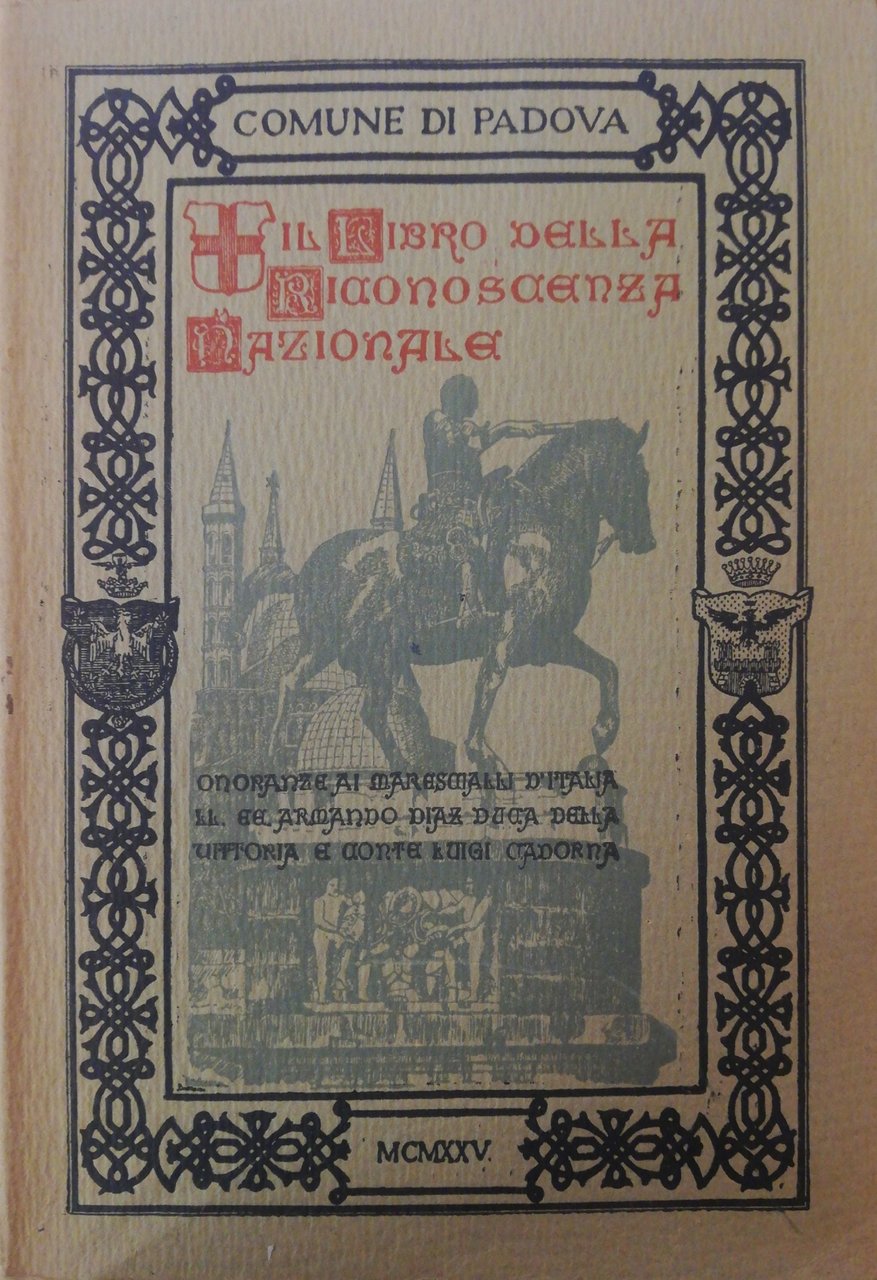 COMUNE DI PADOVA
IL LIBRO DELLA
RICONOSCENZA
NAZIONALE
ONORANZE AI MARESCIALLI D'ITALIA
LL. EE. ARMANDO DIAZ DUCA DELLA
VITTORIA E CONTE LUIGI CADORNA
MCMXXV.